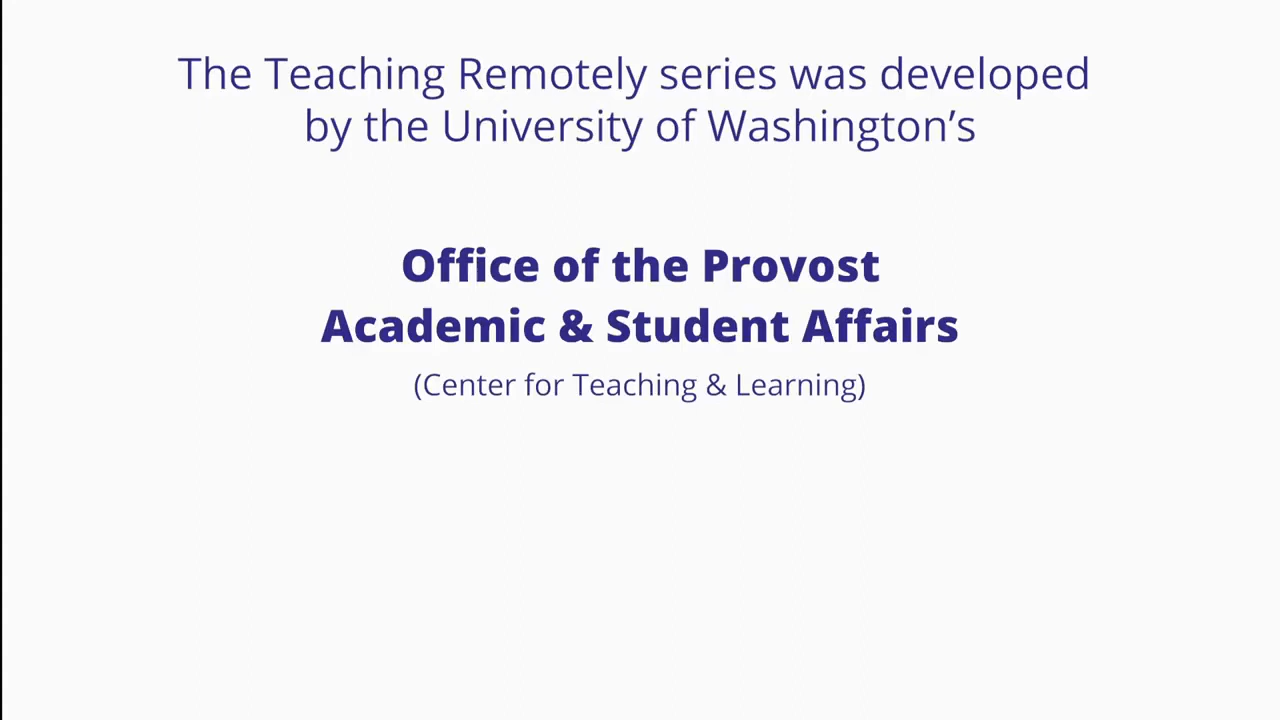 The Teaching Remotely series was developed
by the University of Washington’s
Office of the Provost
Academic & Student Affairs
(Center for Teaching & Learning)